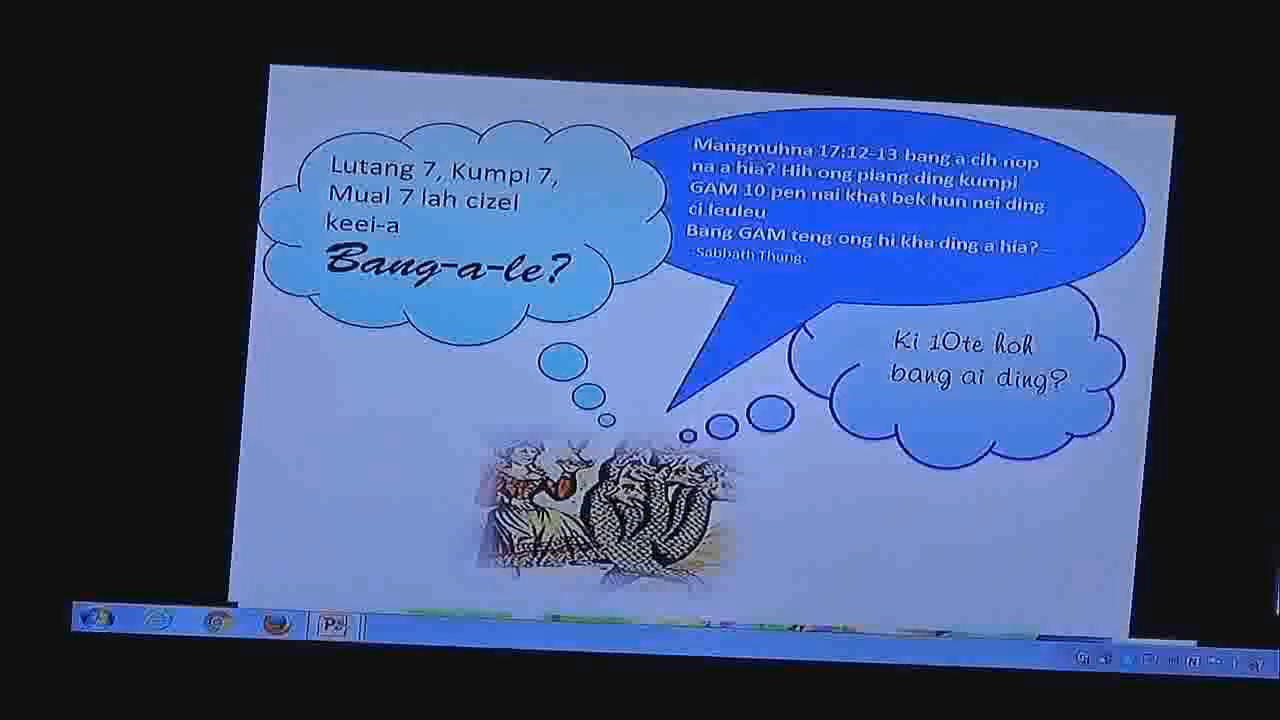 Lutang 7, Kumpi 7,
Mual 7 lah cizel
keei-a
Bang-a-le?
Mangmuhna 17:12-13 bang a cih nop
na a hia? Hih ong piang ding kumpi
GAM 10 pen nai khat bek hun nei ding
ci leuleu
Bang GAM teng ong hi kha ding a hia? –
-Sabbath Thang.
Ki 10te hoh
bang ai ding?